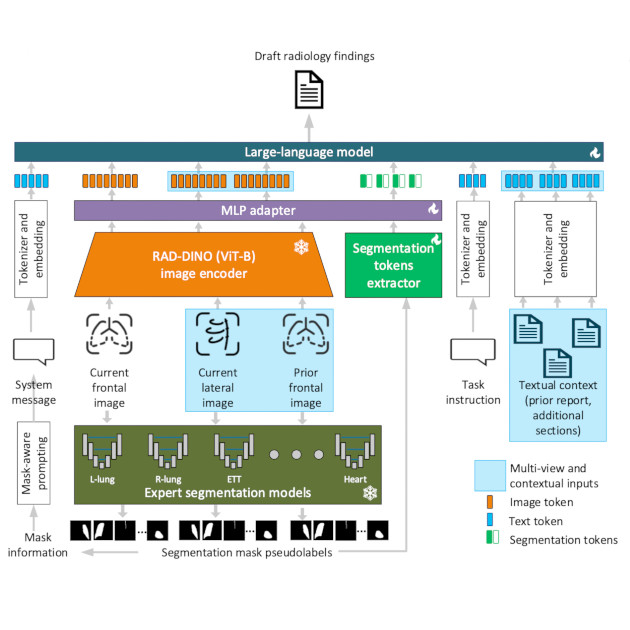 Draft radiology findings
Large-language model
MLP adapter
Tokenizer and
embedding
RAD-DINO (ViT-B)
image encoder
Segmentation
tokens
extractor
Tokenizer and
embedding
Tokenizer and
embedding
System
message
Current
frontal
image
Current
lateral
image
Prior
frontal
image
Task
instruction
Textual context
(prior report,
additional
sections)
Mask-aware
prompting
L-lung
R-lung
ETT
Heart
Expert segmentation models
Multi-view and
contextual inputs
Image token
Text token
Segmentation tokens
Mask
information
Segmentation mask pseudolabels